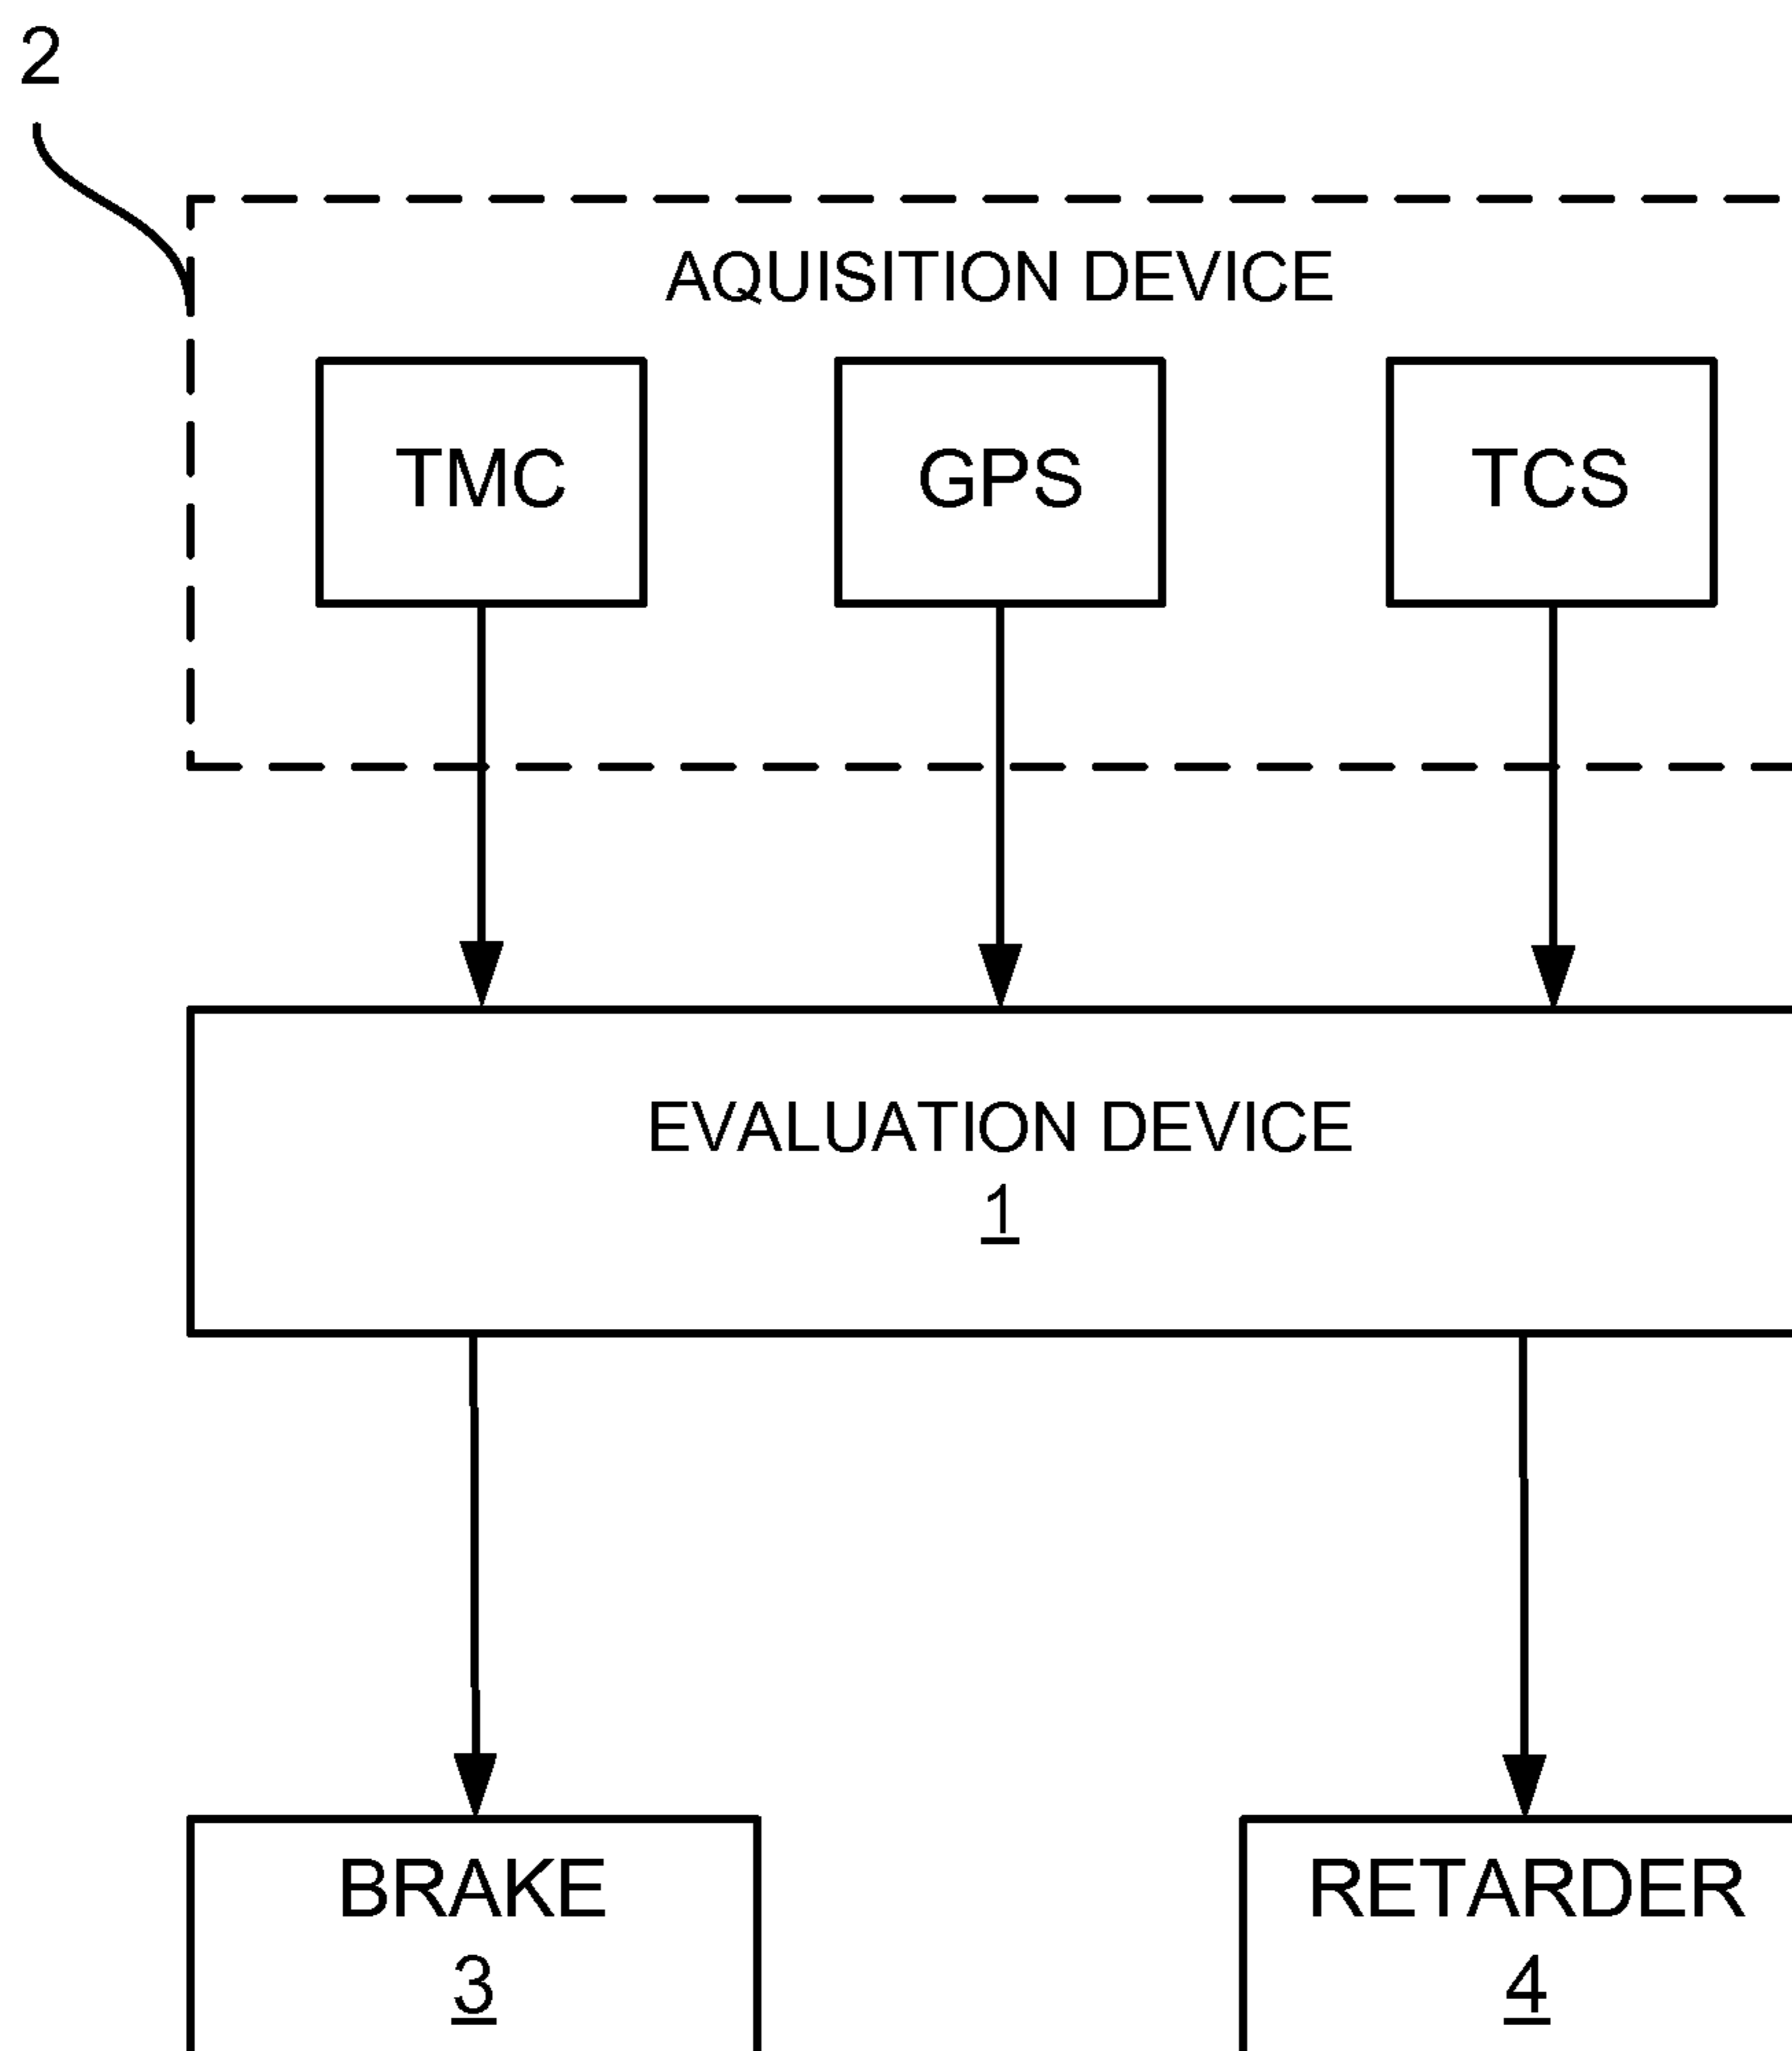 2
AQUISITION DEVICE
TMC
GPS
TCS
EVALUATION DEVICE
1
BRAKE
3
RETARDER
4